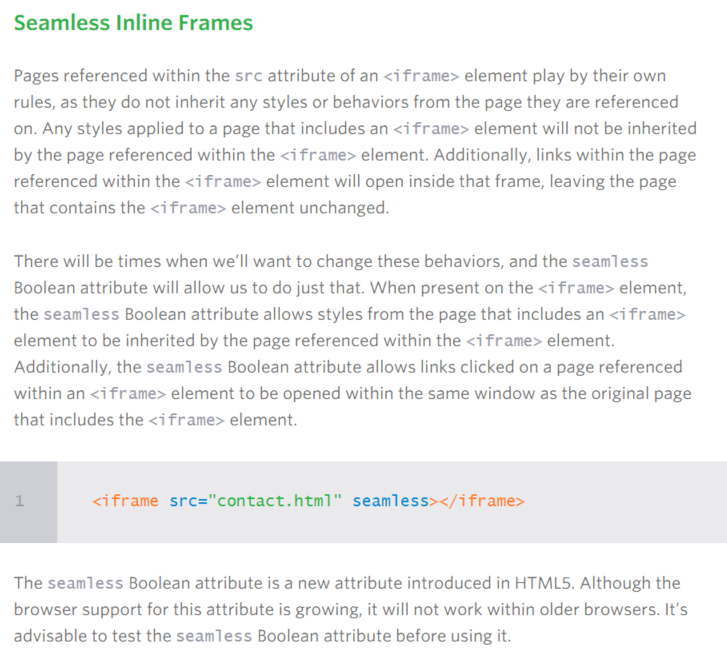 Seamless Inline Frames
Pages referenced within the src attribute of an <iframe> element play by their own
rules, as they do not inherit any styles or behaviors from the page they are referenced
on. Any styles applied to a page that includes an <iframe> element will not be inherited
by the page referenced within the <iframe> element. Additionally, links within the page
referenced within the <iframe> element will open inside that frame, leaving the page
that contains the <iframe> element unchanged.
There will be times when we’ll want to change these behaviors, and the seamless
Boolean attribute will allow us to do just that. When present on the <iframe> element,
the seamless Boolean attribute allows styles from the page that includes an <iframe>
element to be inherited by the page referenced within the <iframe> element.
Additionally, the seamless Boolean attribute allows links clicked on a page referenced
within an <iframe> element to be opened within the same window as the original page
that includes the <iframe> element.
1 <iframe src="contact.html" seamless></iframe>
The seamless Boolean attribute is a new attribute introduced in HTML5. Although the
browser support for this attribute is growing, it will not work within older browsers. It’s
advisable to test the seamless Boolean attribute before using it.